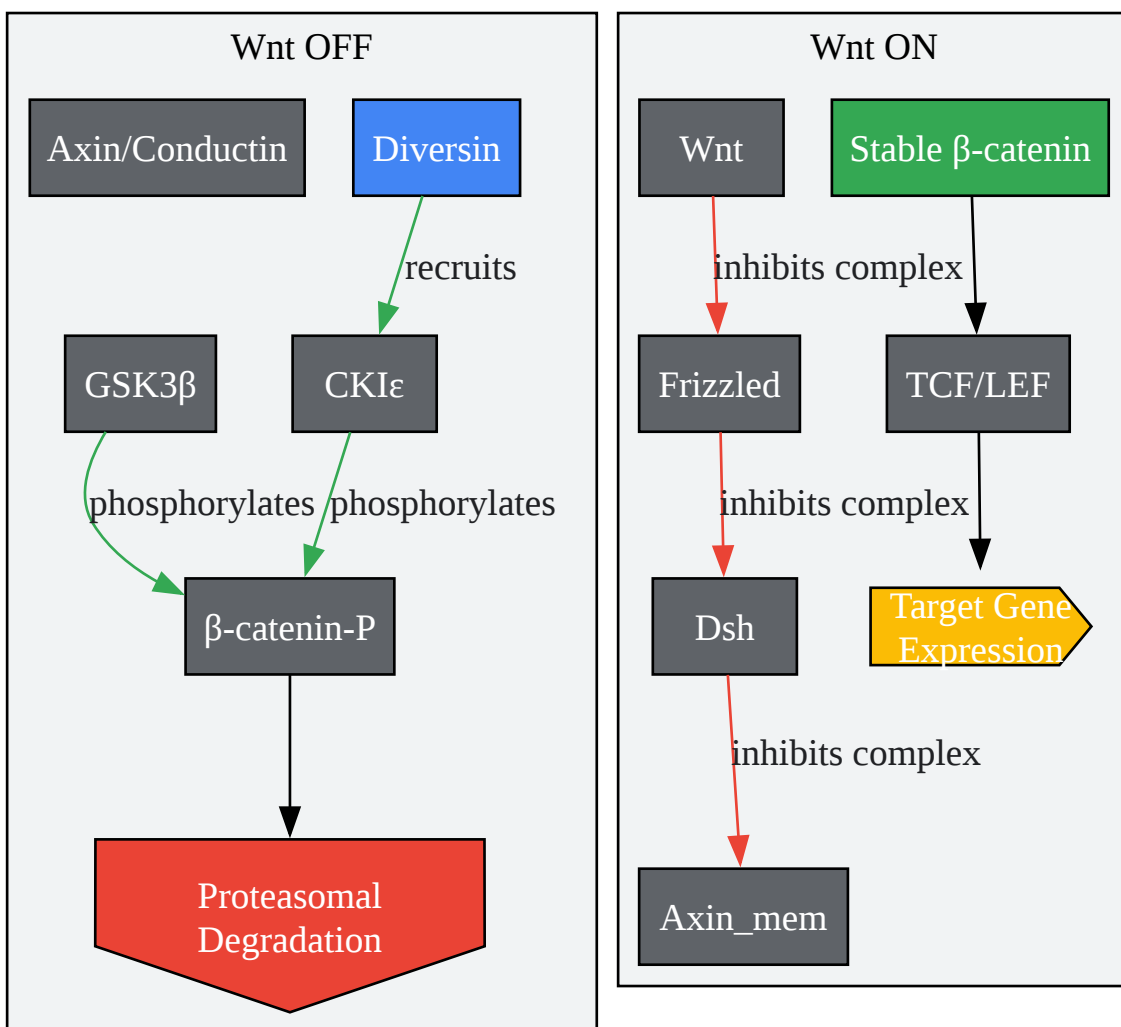 Wnt OFF
Axin/Conductin
Diversin
recruits
GSK3β
CKIε
phosphorylates
phosphorylates
β-catenin-P
Proteasomal
Degradation
Wnt ON
Wnt
Stable β-catenin
inhibits complex
Frizzled
TCF/LEF
inhibits complex
Dsh
Target Gene
Expression
inhibits complex
Axin_mem